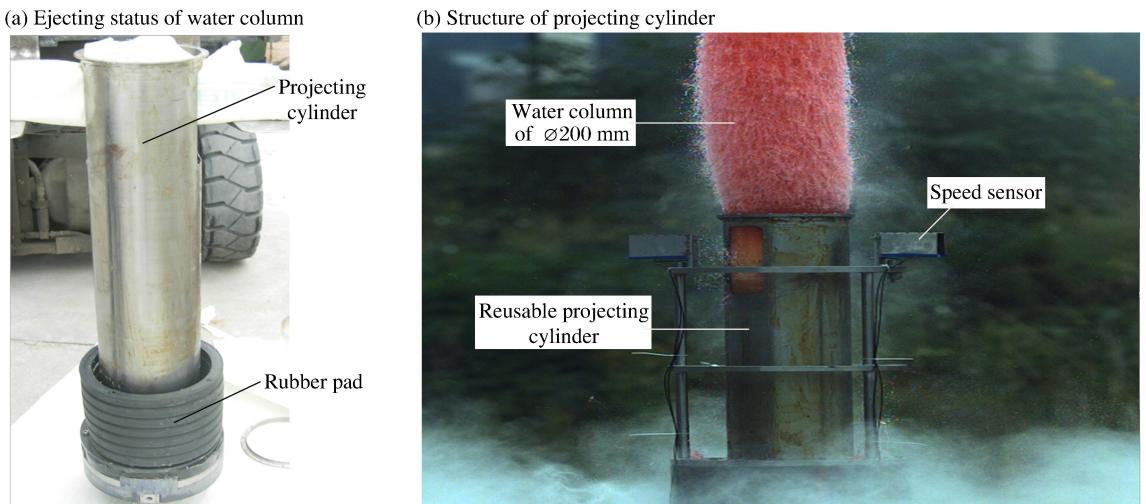 (a) Ejecting status of water column
Projecting
cylinder
Rubber pad
(b) Structure of projecting cylinder
Water column
of ⌀200 mm
Speed sensor
Reusable projecting
cylinder